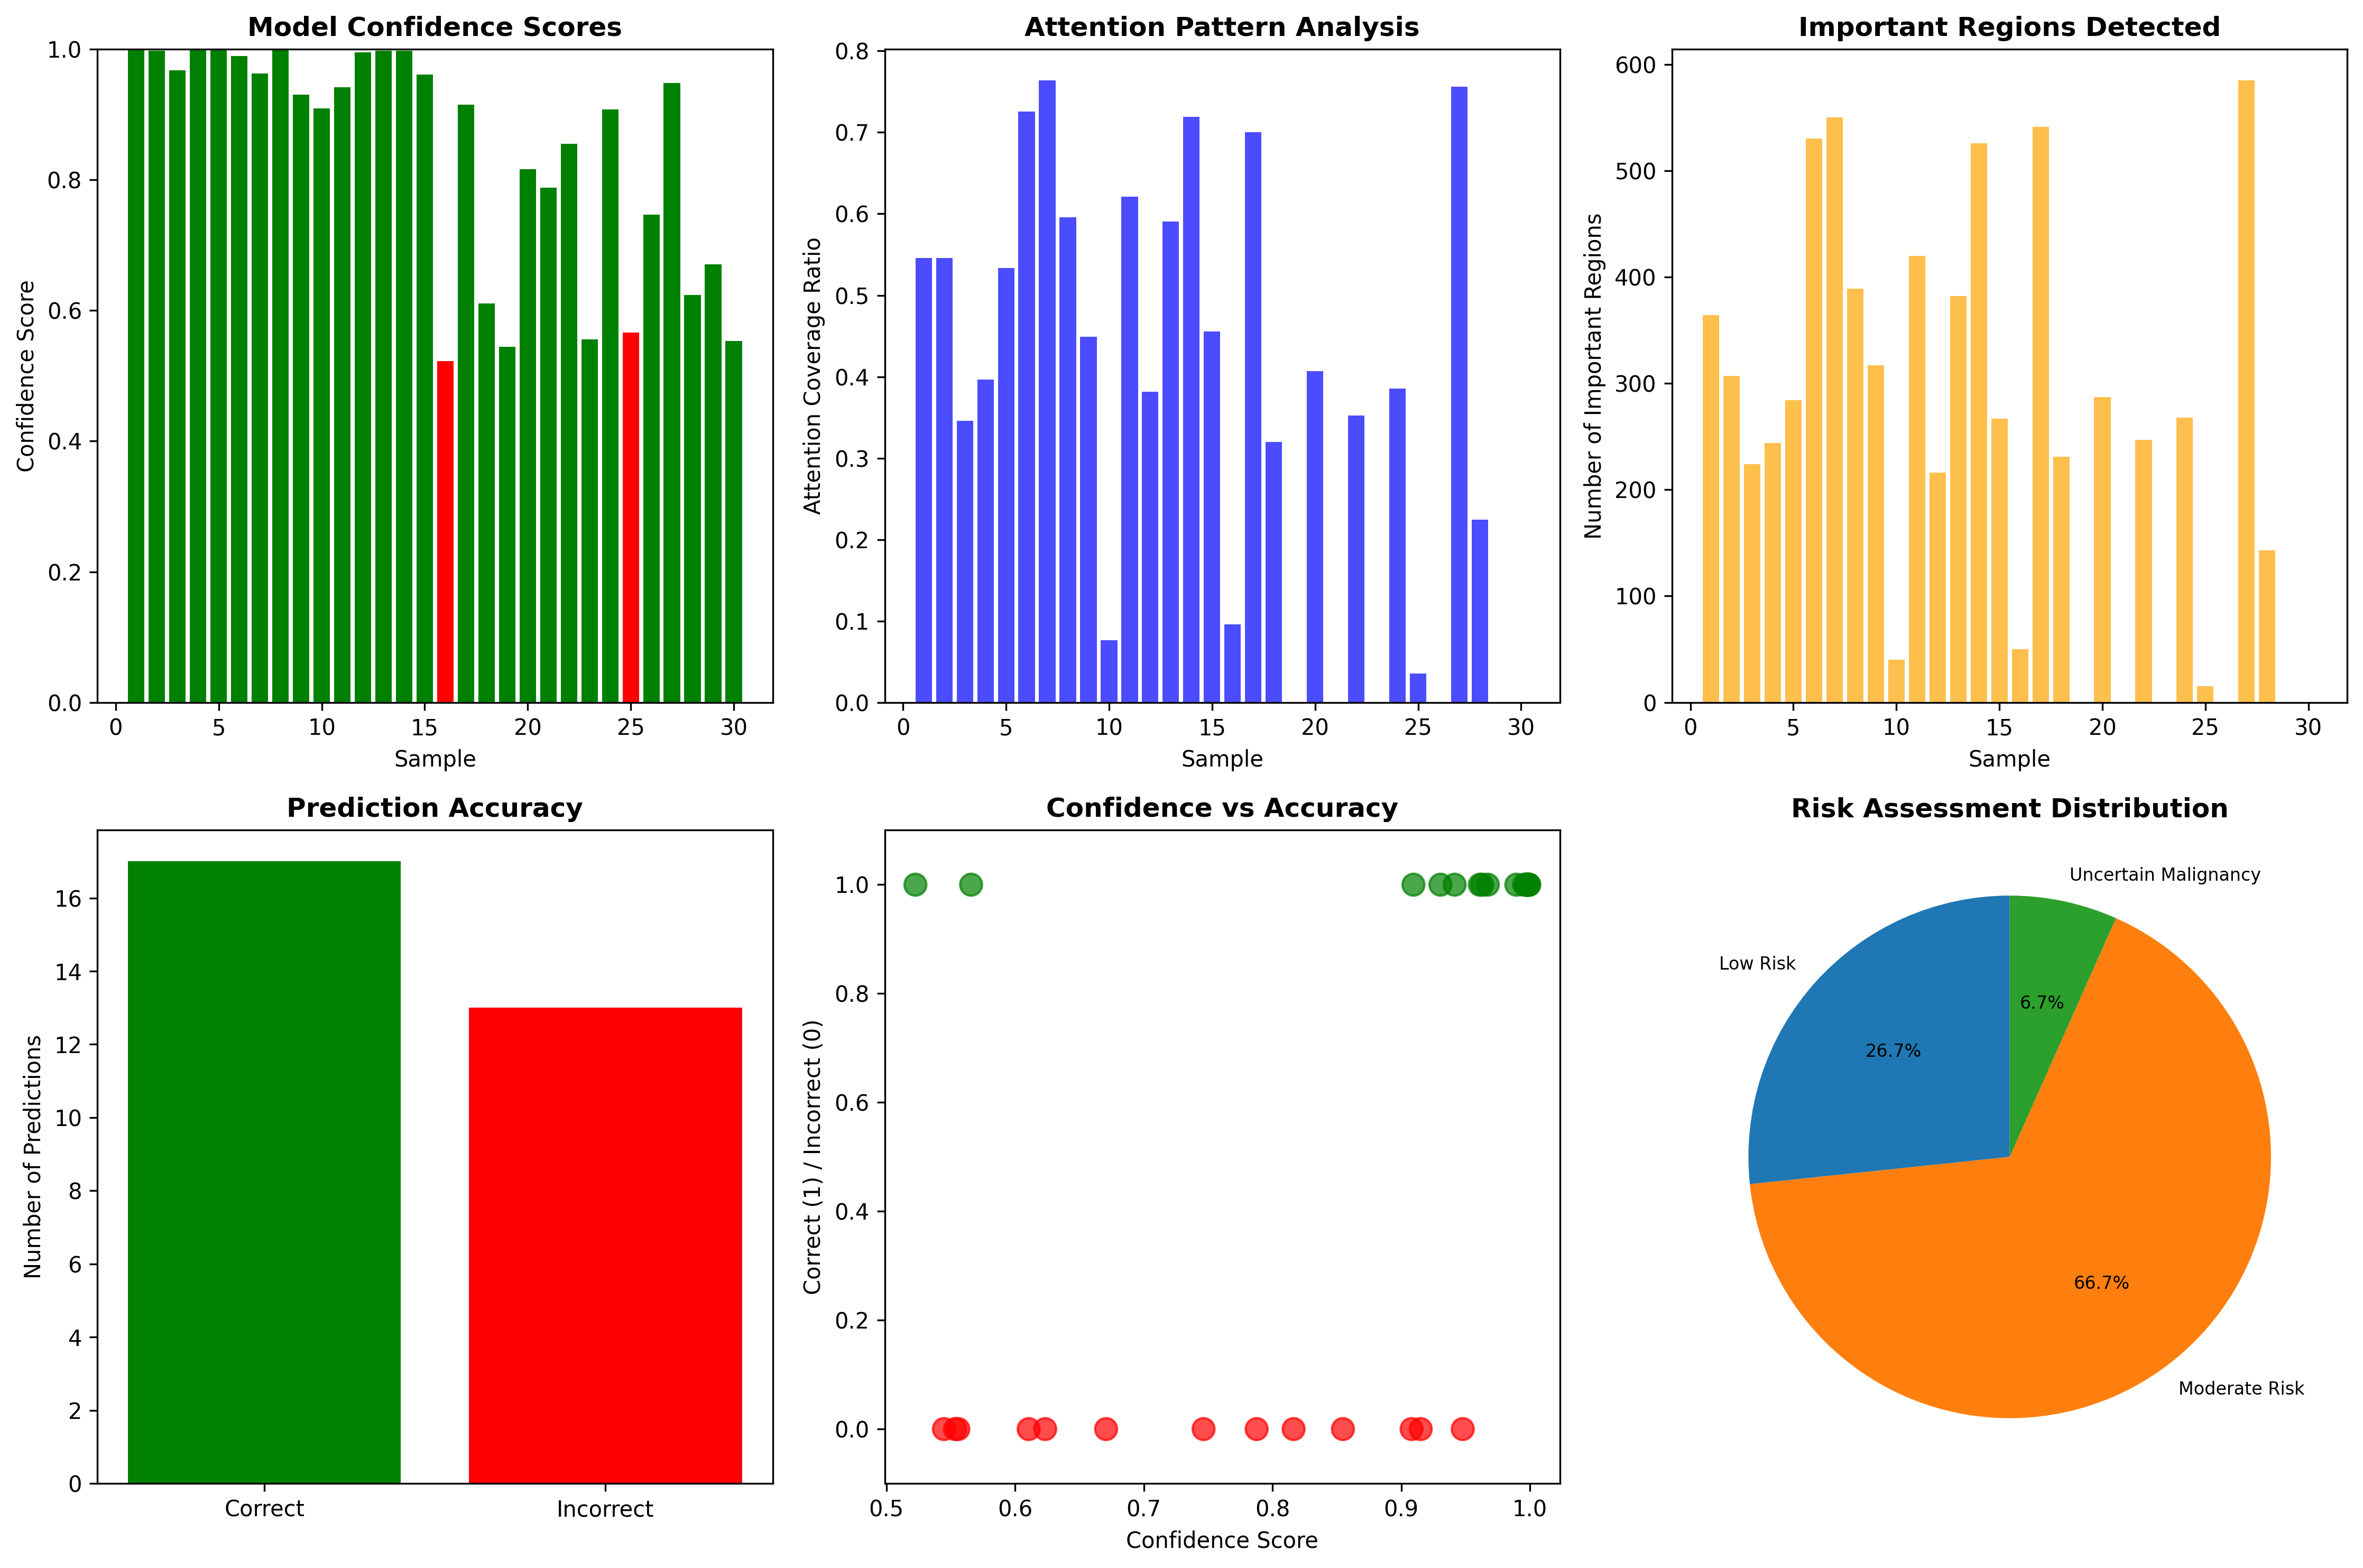 Model Confidence Scores
Confidence Score
1.0
0.8
0.6
0.4
0.2
0.0
0 5 10 15 20 25 30
Sample
Attention Pattern Analysis
Attention Coverage Ratio
0.8
0.7
0.6
0.5
0.4
0.3
0.2
0.1
0.0
0 5 10 15 20 25 30
Sample
Important Regions Detected
Number of Important Regions
600
500
400
300
200
100
0
0 5 10 15 20 25 30
Sample
Prediction Accuracy
Number of Predictions
16
14
12
10
8
6
4
2
0
Correct Incorrect
Confidence vs Accuracy
Correct (1) / Incorrect (0)
1.0
0.8
0.6
0.4
0.2
0.0
0.5 0.6 0.7 0.8 0.9 1.0
Confidence Score
Risk Assessment Distribution
Uncertain Malignancy
Low Risk
6.7%
26.7%
66.7%
Moderate Risk